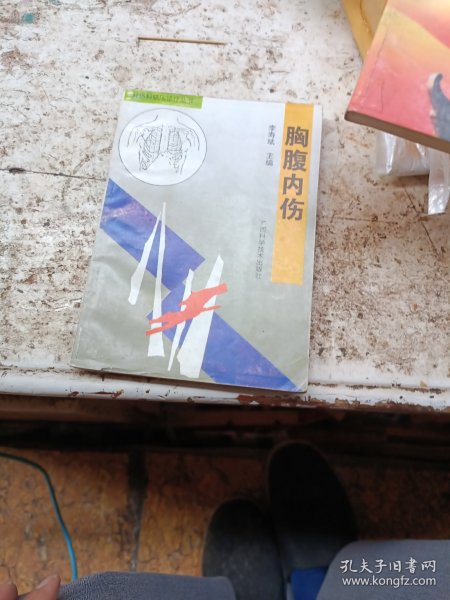 胸腹内伤
李寿斌 主编
广西科学技术出版社
孔夫子旧书网
www.kongfz.com